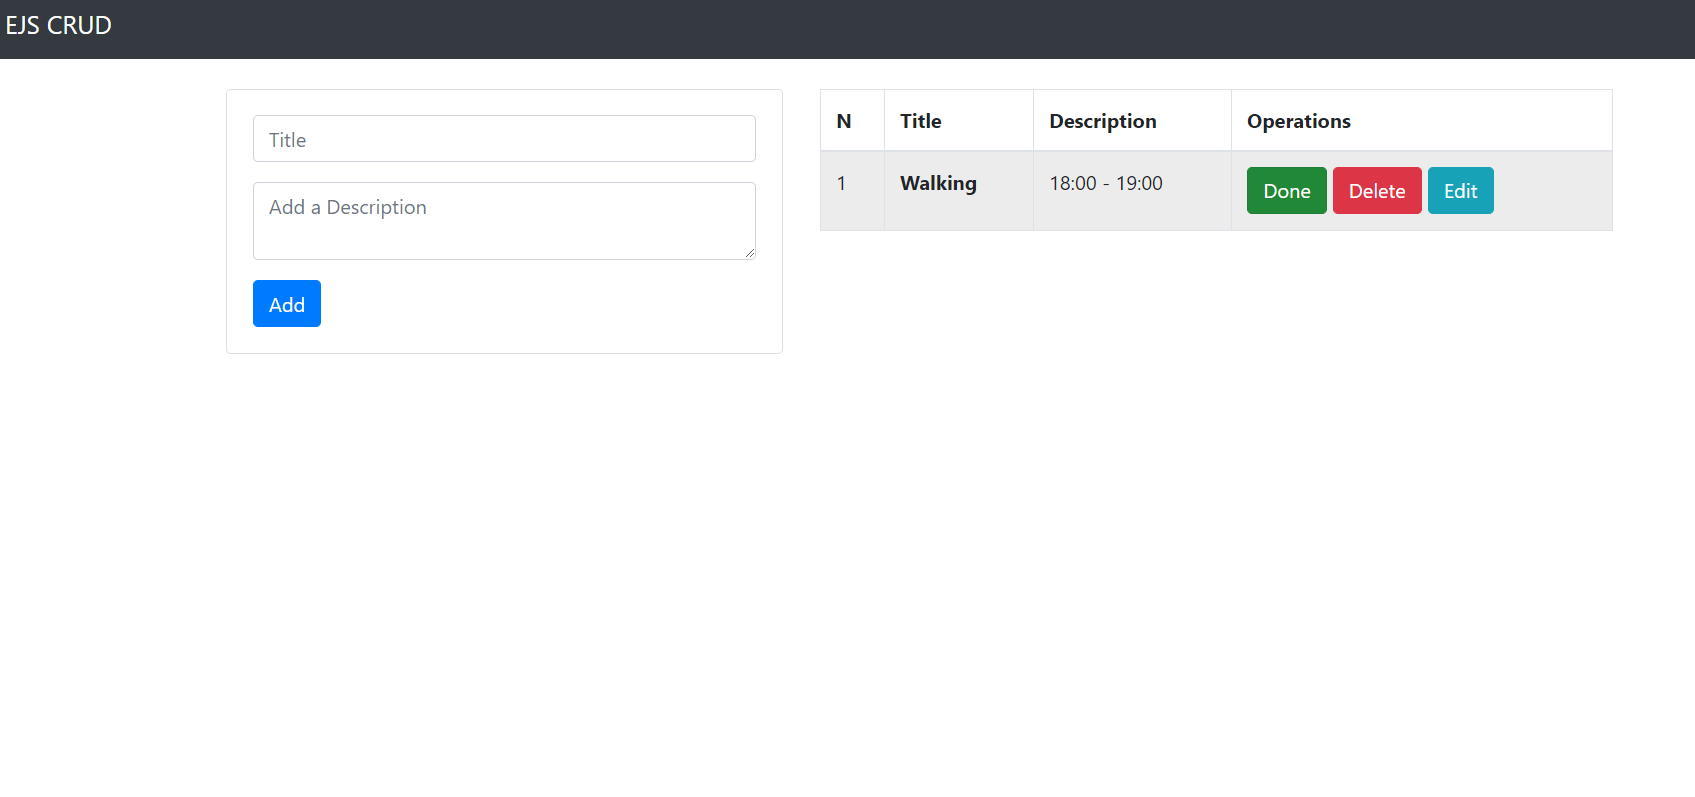 EJS CRUD
Title
Add a Description
Add
N Title Description Operations
1 Walking 18:00 - 19:00 Done Delete Edit